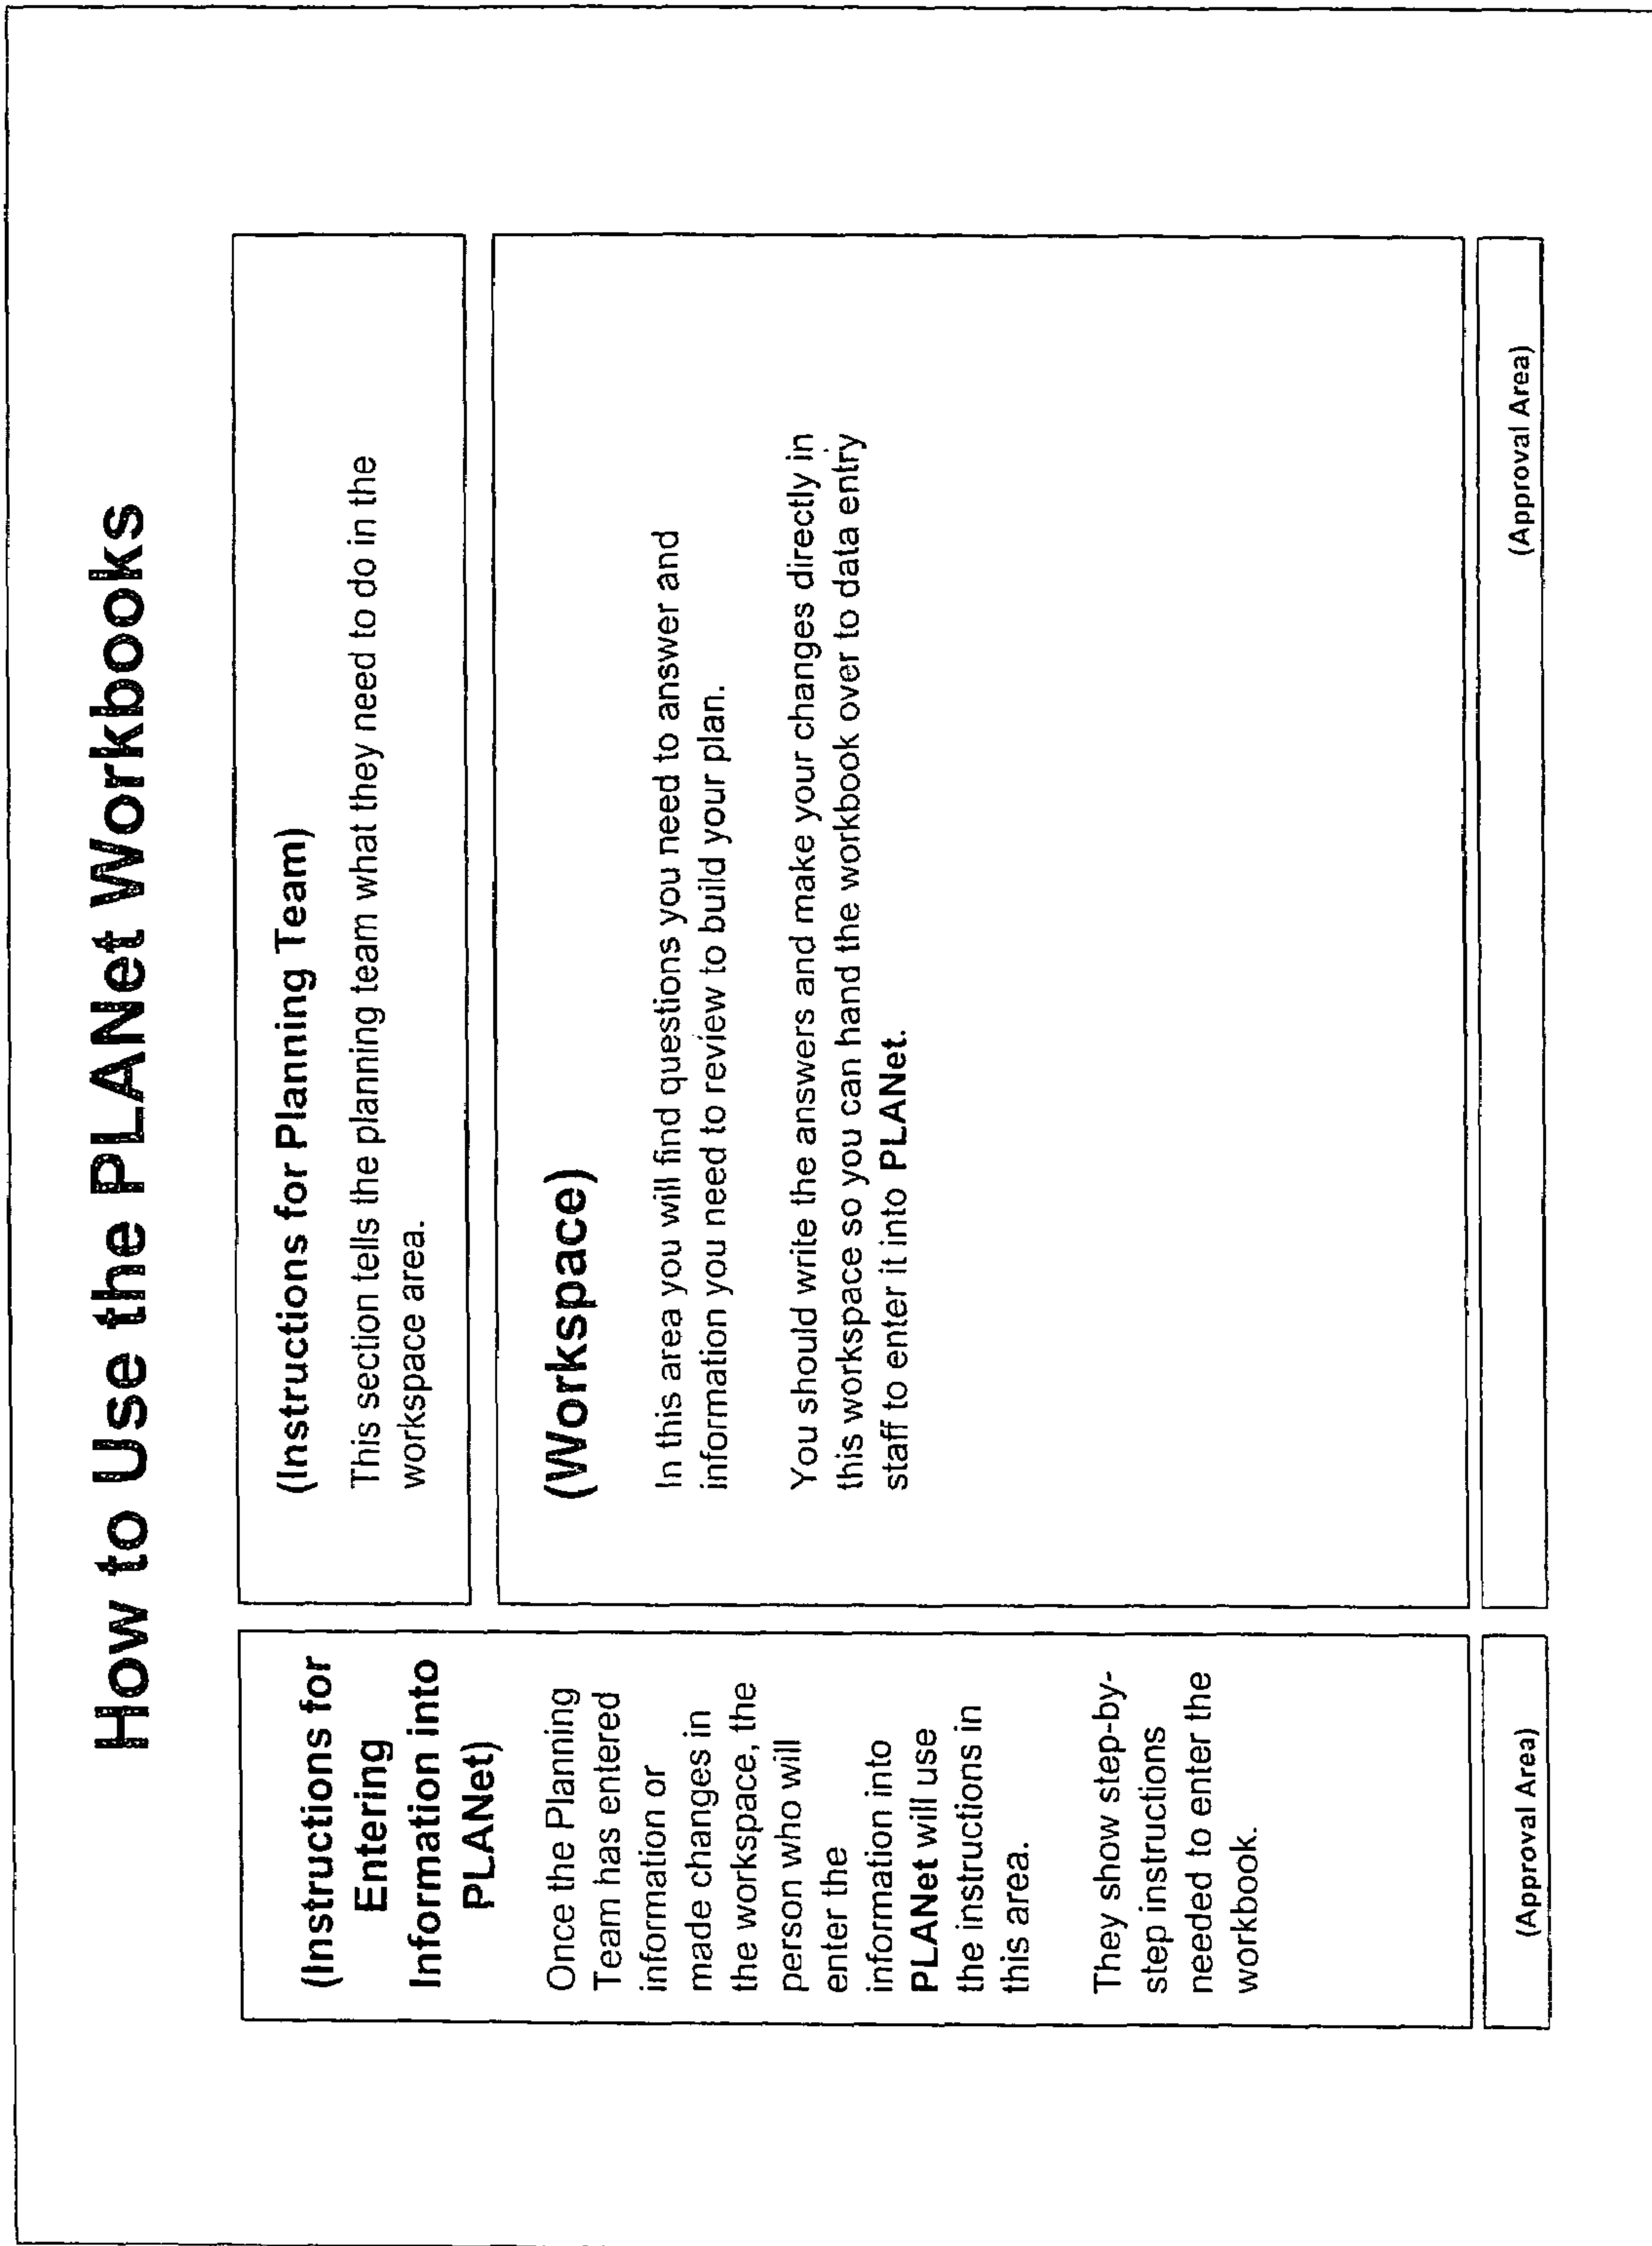 How to Use the PLANet Workbooks
(Instructions for
Entering
Information into
PLANet)
Once the Planning
Team has entered
information or
made changes in
the workspace, the
person who will
enter the
information into
PLANet will use
the instructions in
this area.
They show step-by-
step instructions
needed to enter the
workbook.
(Approval Area)
(Instructions for Planning Team)
This section tells the planning team what they need to do in the
workspace area.
(Workspace)
In this area you will find questions you need to answer and
information you need to review to build your plan.
You should write the answers and make your changes directly in
this workspace so you can hand the workbook over to data entry
staff to enter it into PLANet.
(Approval Area)